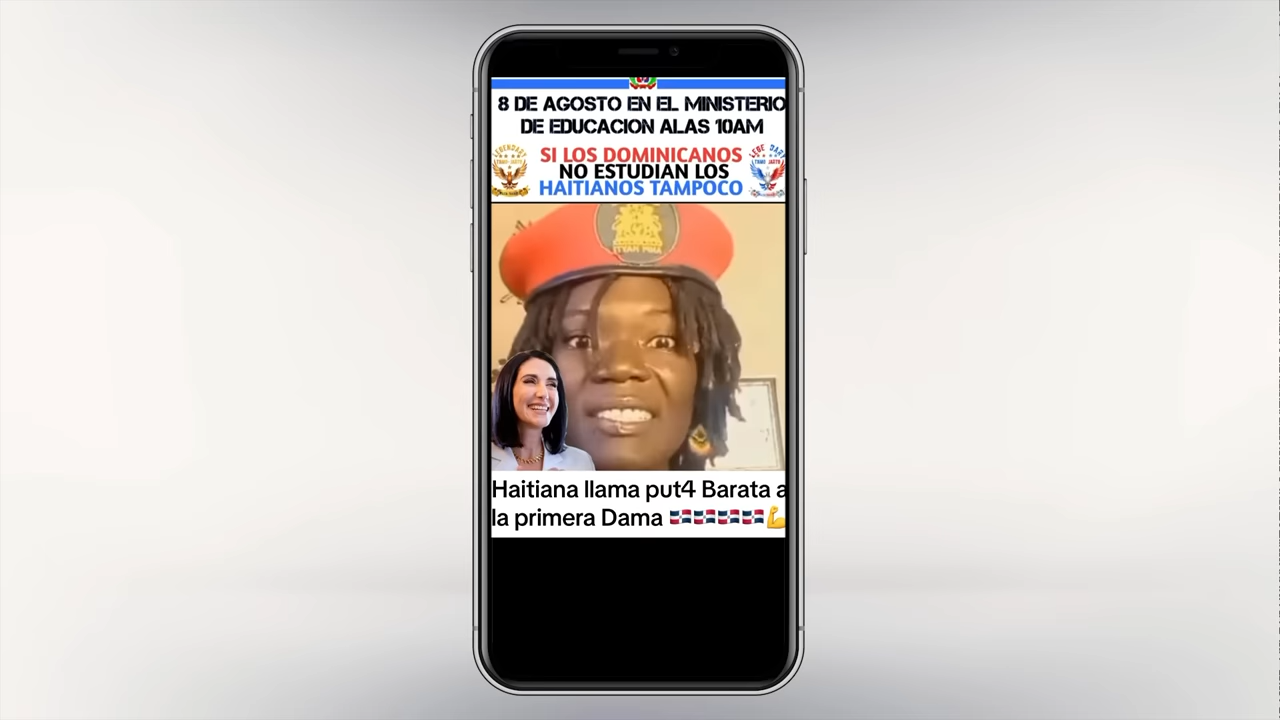 8 DE AGOSTO EN EL MINISTERIO
DE EDUCACION ALAS 10AM
SI LOS DOMINICANOS
NO ESTUDIAN LOS
HAITIANOS TAMPOCO
Haitiana llama put4 Barata a
la primera Dama 🇩🇴🇩🇴🇩🇴🇩🇴💪